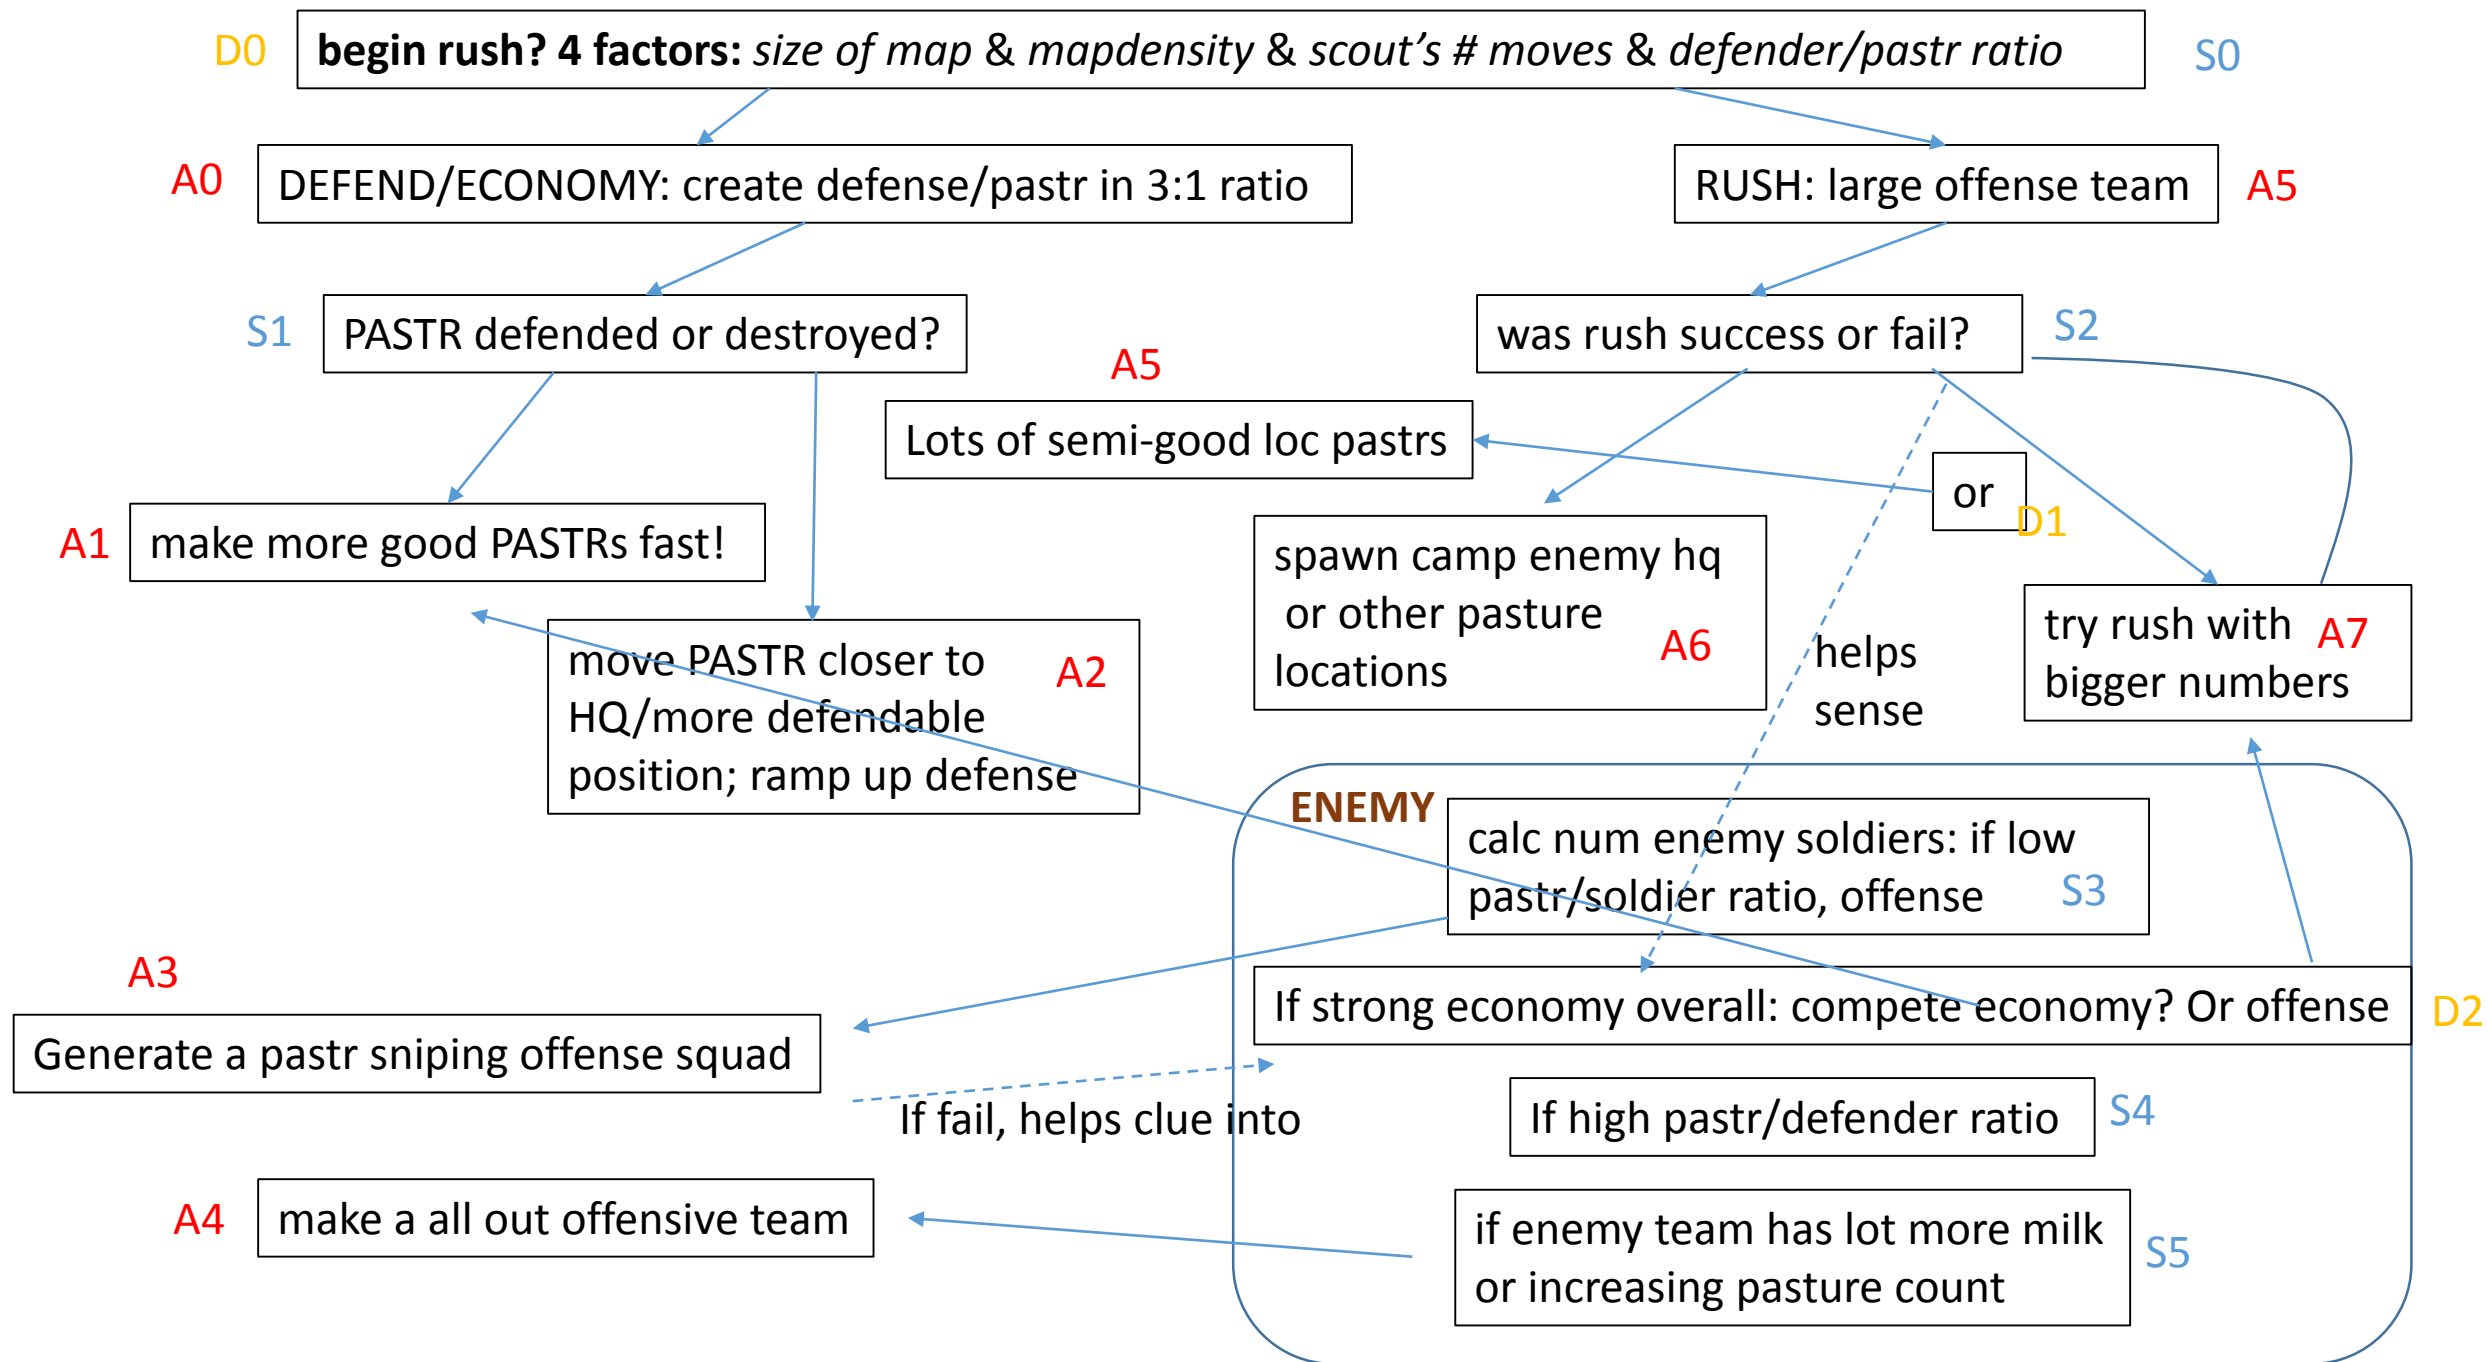 D0
begin rush? 4 factors: size of map & mapdensity & scout's # moves & defender/pastr ratio
S0
A0
DEFEND/ECONOMY: create defense/pastr in 3:1 ratio
RUSH: large offense team
A5
S1
PASTR defended or destroyed?
was rush success or fail?
S2
A5
Lots of semi-good loc pastrs
or
D1
A1
make more good PASTRs fast!
spawn camp enemy hq
or other pasture
locations
A6
helps
sense
try rush with
bigger numbers
A7
move PASTR closer to
HQ/more defendable
position; ramp up defense
A2
ENEMY
calc num enemy soldiers: if low
pastr/soldier ratio, offense
S3
A3
Generate a pastr sniping offense squad
If strong economy overall: compete economy? Or offense
D2
If fail, helps clue into
If high pastr/defender ratio
S4
A4
make a all out offensive team
if enemy team has lot more milk
or increasing pasture count
S5